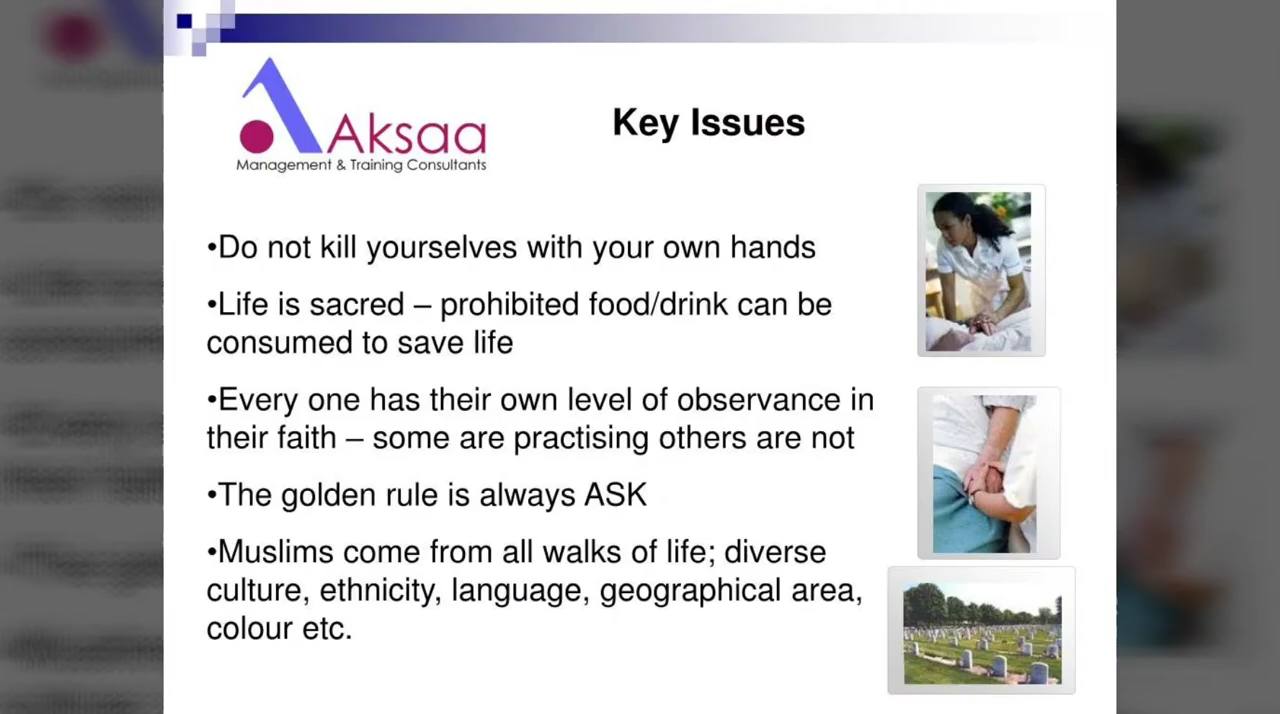 Aksaa
Management & Training Consultants
Key Issues
•Do not kill yourselves with your own hands
•Life is sacred – prohibited food/drink can be
consumed to save life
•Every one has their own level of observance in
their faith – some are practising others are not
•The golden rule is always ASK
•Muslims come from all walks of life; diverse
culture, ethnicity, language, geographical area,
colour etc.